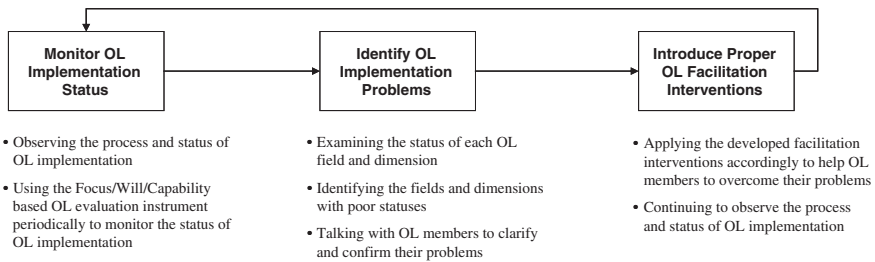 Monitor OL
Implementation
Status
Identify OL
Implementation
Problems
Introduce Proper
OL Facilitation
Interventions
• Observing the process and status of
OL implementation
• Using the Focus/Will/Capability
based OL evaluation instrument
periodically to monitor the status of
OL implementation
• Examining the status of each OL
field and dimension
• Identifying the fields and dimensions
with poor statuses
• Talking with OL members to clarify
and confirm their problems
• Applying the developed facilitation
interventions accordingly to help OL
members to overcome their problems
• Continuing to observe the process
and status of OL implementation